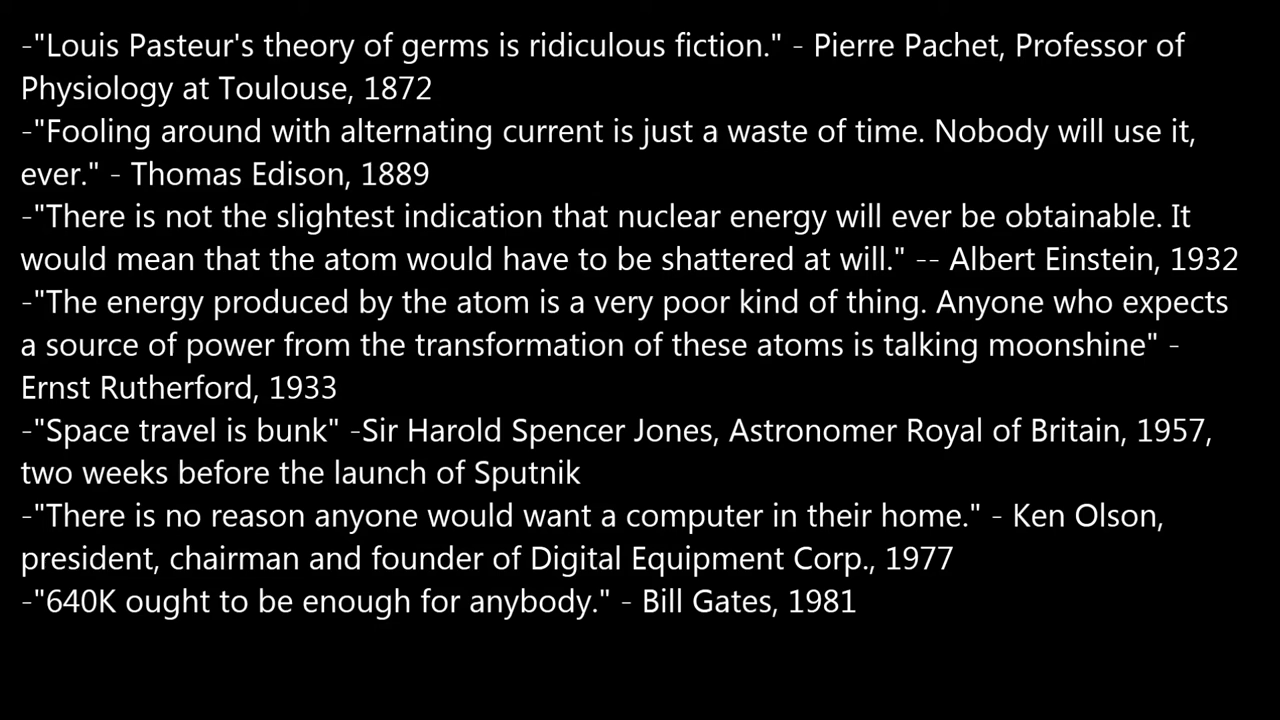 -"Louis Pasteur's theory of germs is ridiculous fiction." - Pierre Pachet, Professor of
Physiology at Toulouse, 1872
-"Fooling around with alternating current is just a waste of time. Nobody will use it,
ever." - Thomas Edison, 1889
-"There is not the slightest indication that nuclear energy will ever be obtainable. It
would mean that the atom would have to be shattered at will." -- Albert Einstein, 1932
-"The energy produced by the atom is a very poor kind of thing. Anyone who expects
a source of power from the transformation of these atoms is talking moonshine" -
Ernst Rutherford, 1933
-"Space travel is bunk" -Sir Harold Spencer Jones, Astronomer Royal of Britain, 1957,
two weeks before the launch of Sputnik
-"There is no reason anyone would want a computer in their home." - Ken Olson,
president, chairman and founder of Digital Equipment Corp., 1977
-"640K ought to be enough for anybody." - Bill Gates, 1981